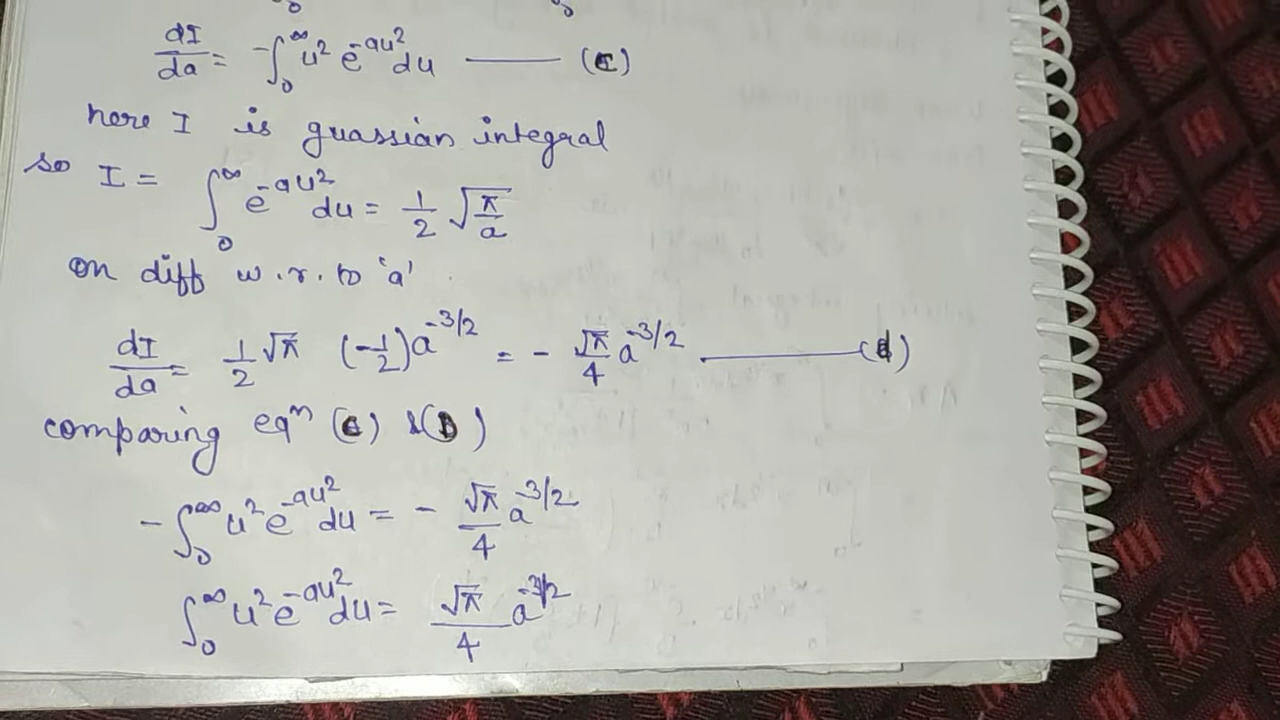 dI/da = -∫₀^∞ u² e^-au² du —— (c)
here I is guassian integral
so I = ∫₀^∞ e^-au² du = 1/2 √π/a
on diff w.r.to 'a'
dI/da = 1/2 √π (-1/2) a^-3/2 = - √π/4 a^-3/2 —— (d)
comparing eqⁿ (c) & (D)
- ∫₀^∞ u² e^-au² du = - √π/4 a^-3/2
∫₀^∞ u² e^-au² du = √π/4 a^-3/2